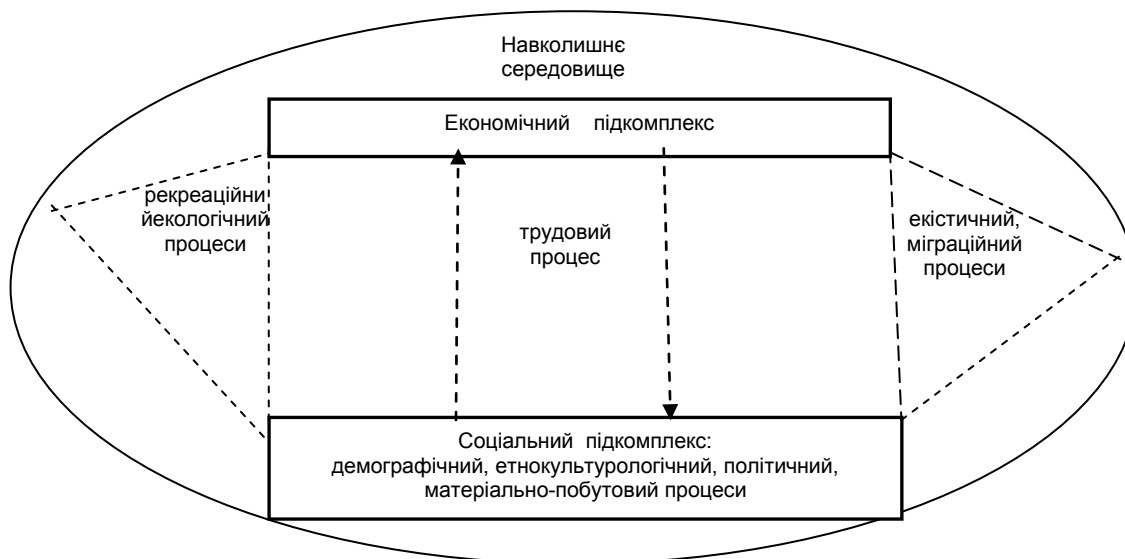 Навколишнє
середовище
Економічний підкомплекс
рекреаційни
йекологічний
процеси
трудовий
процес
екістичний,
міграційний
процеси
Соціальний підкомплекс:
демографічний, етнокультурологічний, політичний,
матеріально-побутовий процеси